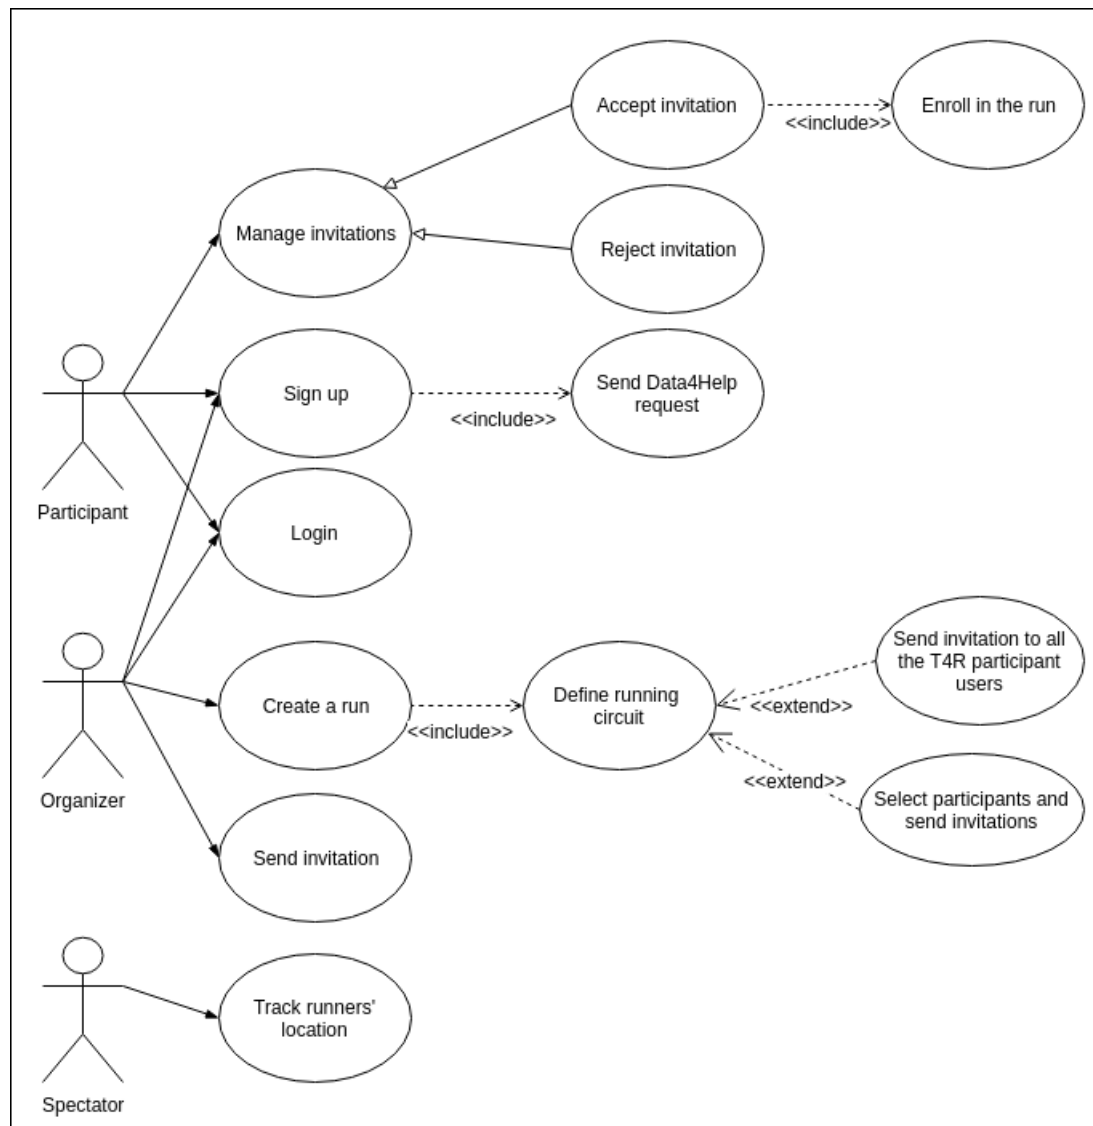 Accept invitation
Enroll in the run
<<include>>
Manage invitations
Reject invitation
Sign up
Send Data4Help
request
<<include>>
Participant
Login
Send invitation to all
the T4R participant
users
Create a run
Define running
circuit
<<include>>
<<extend>>
<<extend>>
Organizer
Select participants and
send invitations
Send invitation
Track runners'
location
Spectator